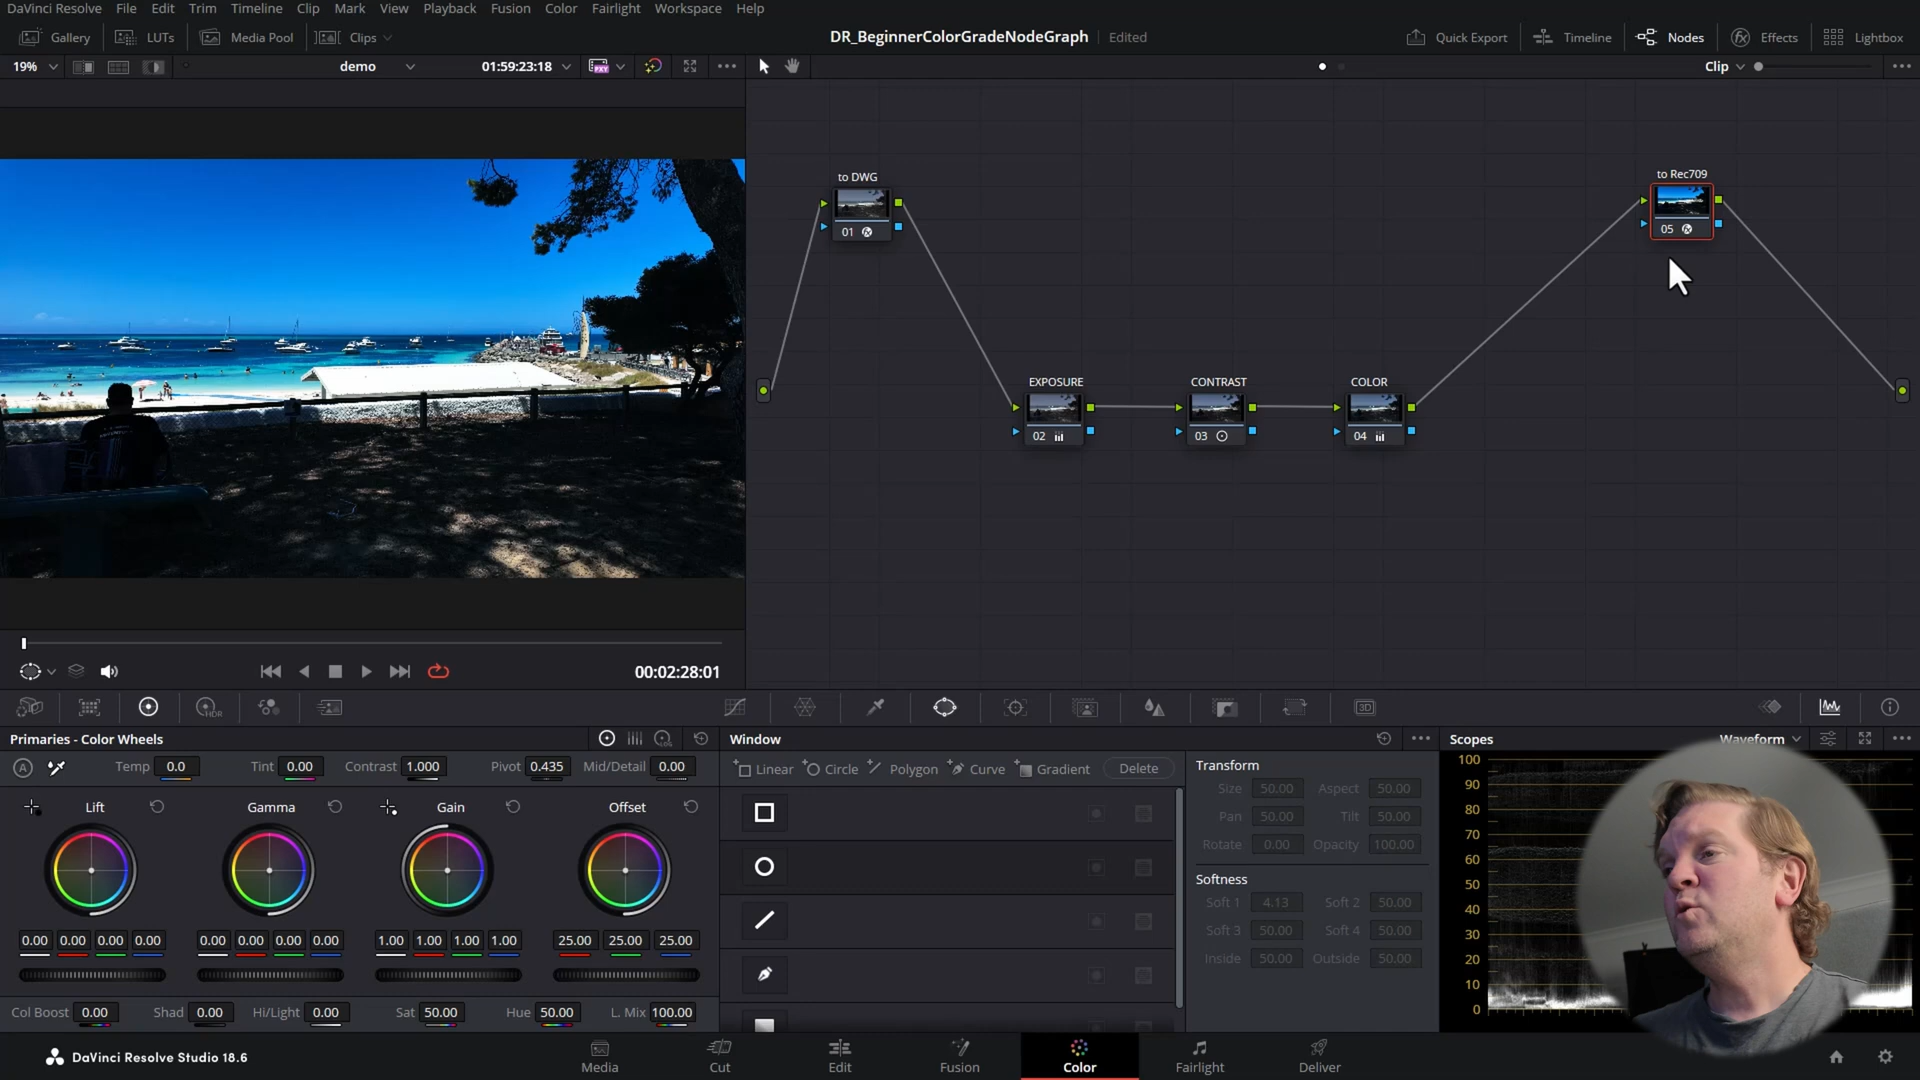 DaVinci Resolve File Edit Trim Timeline Clip Mark View Playback Fusion Color Fairlight Workspace Help
Gallery LUTs Media Pool Clips DR_BeginnerColorGradeNodeGraph Edited Quick Export Timeline Nodes Effects Lightbox
19% demo 01:59:23:18 PXY Clip
to DWG
01
to Rec709
05
EXPOSURE CONTRAST COLOR
02 03 04
00:02:28:01
HDR 3D
Primaries - Color Wheels
Window
Scopes
Waveform
A Temp 0.0 Tint 0.00 Contrast 1.000 Pivot 0.435 Mid/Detail 0.00
Lift Gamma Gain Offset
0.00 0.00 0.00 0.00 0.00 0.00 0.00 0.00 1.00 1.00 1.00 1.00 25.00 25.00 25.00
Col Boost 0.00 Shad 0.00 Hi/Light 0.00 Sat 50.00 Hue 50.00 L. Mix 100.00
Linear Circle Polygon Curve Gradient Delete
Transform
Size 50.00 Aspect 50.00
Pan 50.00 Tilt 50.00
Rotate 0.00 Opacity 100.00
Softness
Soft 1 4.13 Soft 2 50.00
Soft 3 50.00 Soft 4 50.00
Inside 50.00 Outside 50.00
100
90
80
70
60
50
40
30
20
10
0
DaVinci Resolve Studio 18.6
Media Cut Edit Fusion Color Fairlight Deliver